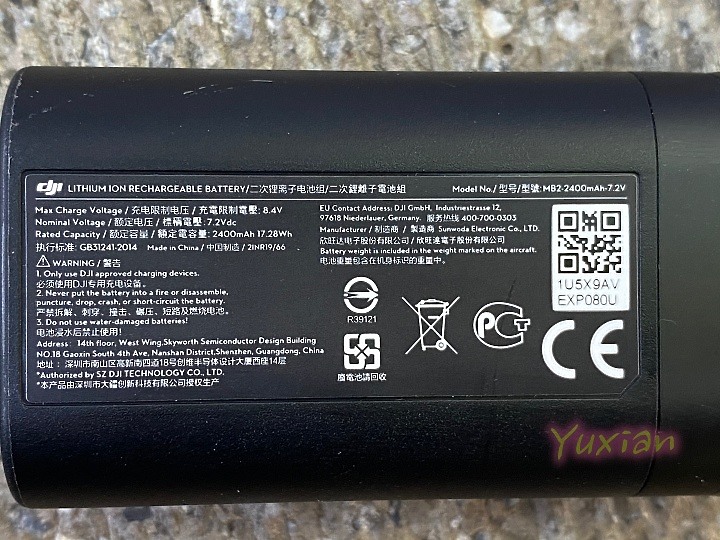 dji LITHIUM ION RECHARGEABLE BATTERY/二次锂离子电池组/二次鋰離子電池組
Model No./型号/型號: MB2-2400mAh-7.2V
Max Charge Voltage / 充电限制电压 / 充電限制電壓: 8.4V
Nominal Voltage / 额定电压 / 標稱電壓: 7.2Vdc
Rated Capacity / 额定容量 / 額定電容量: 2400mAh 17.28Wh
执行标准: GB31241-2014 Made in China / 中国制造 / 2INR19/66
WARNING / 警告
1. Only use DJI approved charging devices.
必须使用DJI专用充电设备。
2. Never put the battery into a fire or disassemble,
puncture, drop, crash, or short-circuit the battery.
严禁拆解、刺穿、撞击、碾压、短路及燃烧电池。
3. Do not use water-damaged batteries!
电池浸水后禁止使用!
Address: 14th floor, West Wing,Skyworth Semiconductor Design Building
NO.18 Gaoxin South 4th Ave, Nanshan District,Shenzhen, Guangdong, China
地址: 深圳市南山区高新南四道18号创维半导体设计大厦西座14层
*Authorized by SZ DJI TECHNOLOGY CO., LTD.
*本产品由深圳市大疆创新科技有限公司授权生产
EU Contact Address: DJI GmbH, Industriestrasse 12,
97618 Niederlauer, Germany. 服务热线 400-700-0303
Manufacturer / 制造商 / 製造商 Sunwoda Electronic Co., LTD.
欣旺达电子股份有限公司 / 欣旺達電子股份有限公司
Battery weight is included in the weight marked on the aircraft.
电池重量包含在机身标识的重量中。
R39121
廢電池請回收
PCT
1U5X9AV
EXP080U
CE
Yuxian